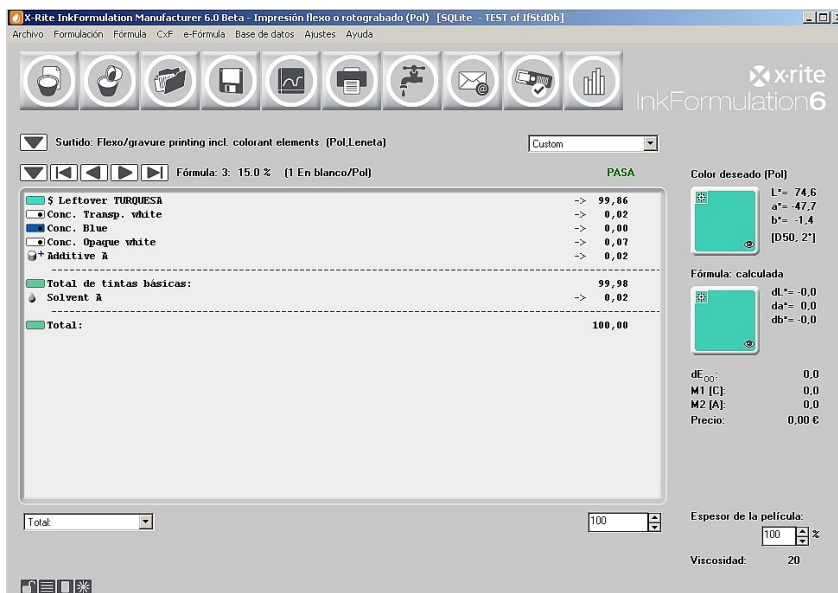 X-Rite InkFormulation Manufacturer 6.0 Beta - Impresión flexo o rotograbado (Pol) [SQLite - TEST of IfStdDb]
Archivo Formulación Fórmula CxF e-Fórmula Base de datos Ajustes Ayuda
x·rite
InkFormulation6
Surtido: Flexo/gravure printing incl. colorant elements (Pol,Leneta)
Custom
Fórmula: 3: 15.0 % (1 En blanco/Pol)
PASA
$ Leftover TURQUESA -> 99,86
Conc. Transp. white -> 0,02
Conc. Blue -> 0,00
Conc. Opaque white -> 0,07
Additive A -> 0,02
Total de tintas básicas: 99,98
Solvent A -> 0,02
Total: 100,00
Total:
100
Color deseado (Pol)
L*= 74,6
a*= -47,7
b*= -1,4
[D50, 2°]
Fórmula: calculada
dL*= -0,0
da*= 0,0
db*= -0,0
dE00: 0,0
M1 [C]: 0,0
M2 [A]: 0,0
Precio: 0,00 €
Espesor de la película:
100 %
Viscosidad: 20